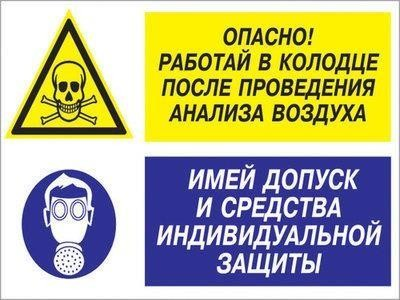 ОПАСНО!
РАБОТАЙ В КОЛОДЦЕ
ПОСЛЕ ПРОВЕДЕНИЯ
АНАЛИЗА ВОЗДУХА
ИМЕЙ ДОПУСК
И СРЕДСТВА
ИНДИВИДУАЛЬНОЙ
ЗАЩИТЫ